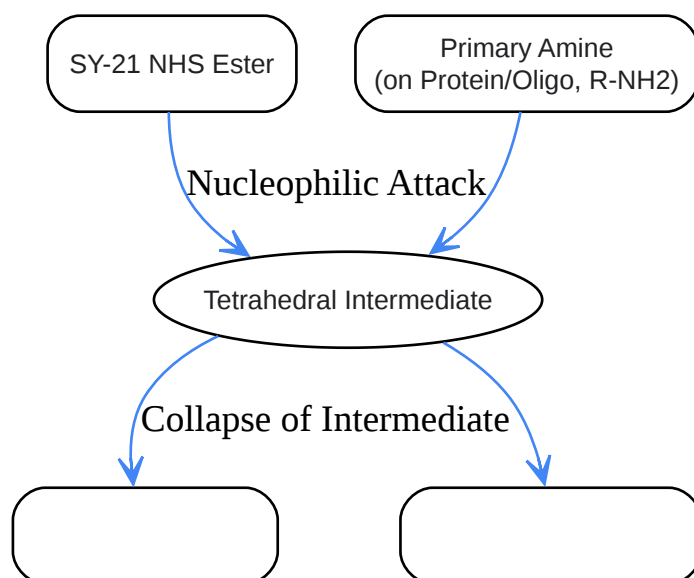 SY-21 NHS Ester
Primary Amine
(on Protein/Oligo, R-NH2)
Nucleophilic Attack
Tetrahedral Intermediate
Collapse of Intermediate